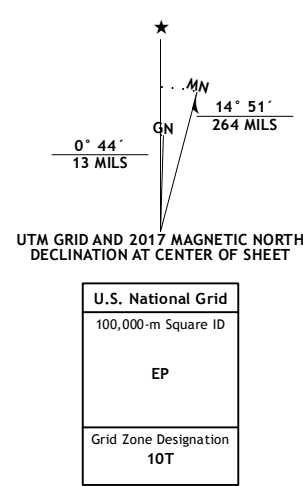 MN
14° 51´
264 MILS
GN
0° 44´
13 MILS
UTM GRID AND 2017 MAGNETIC NORTH
DECLINATION AT CENTER OF SHEET
U.S. National Grid
100,000-m Square ID
EP
Grid Zone Designation
10T